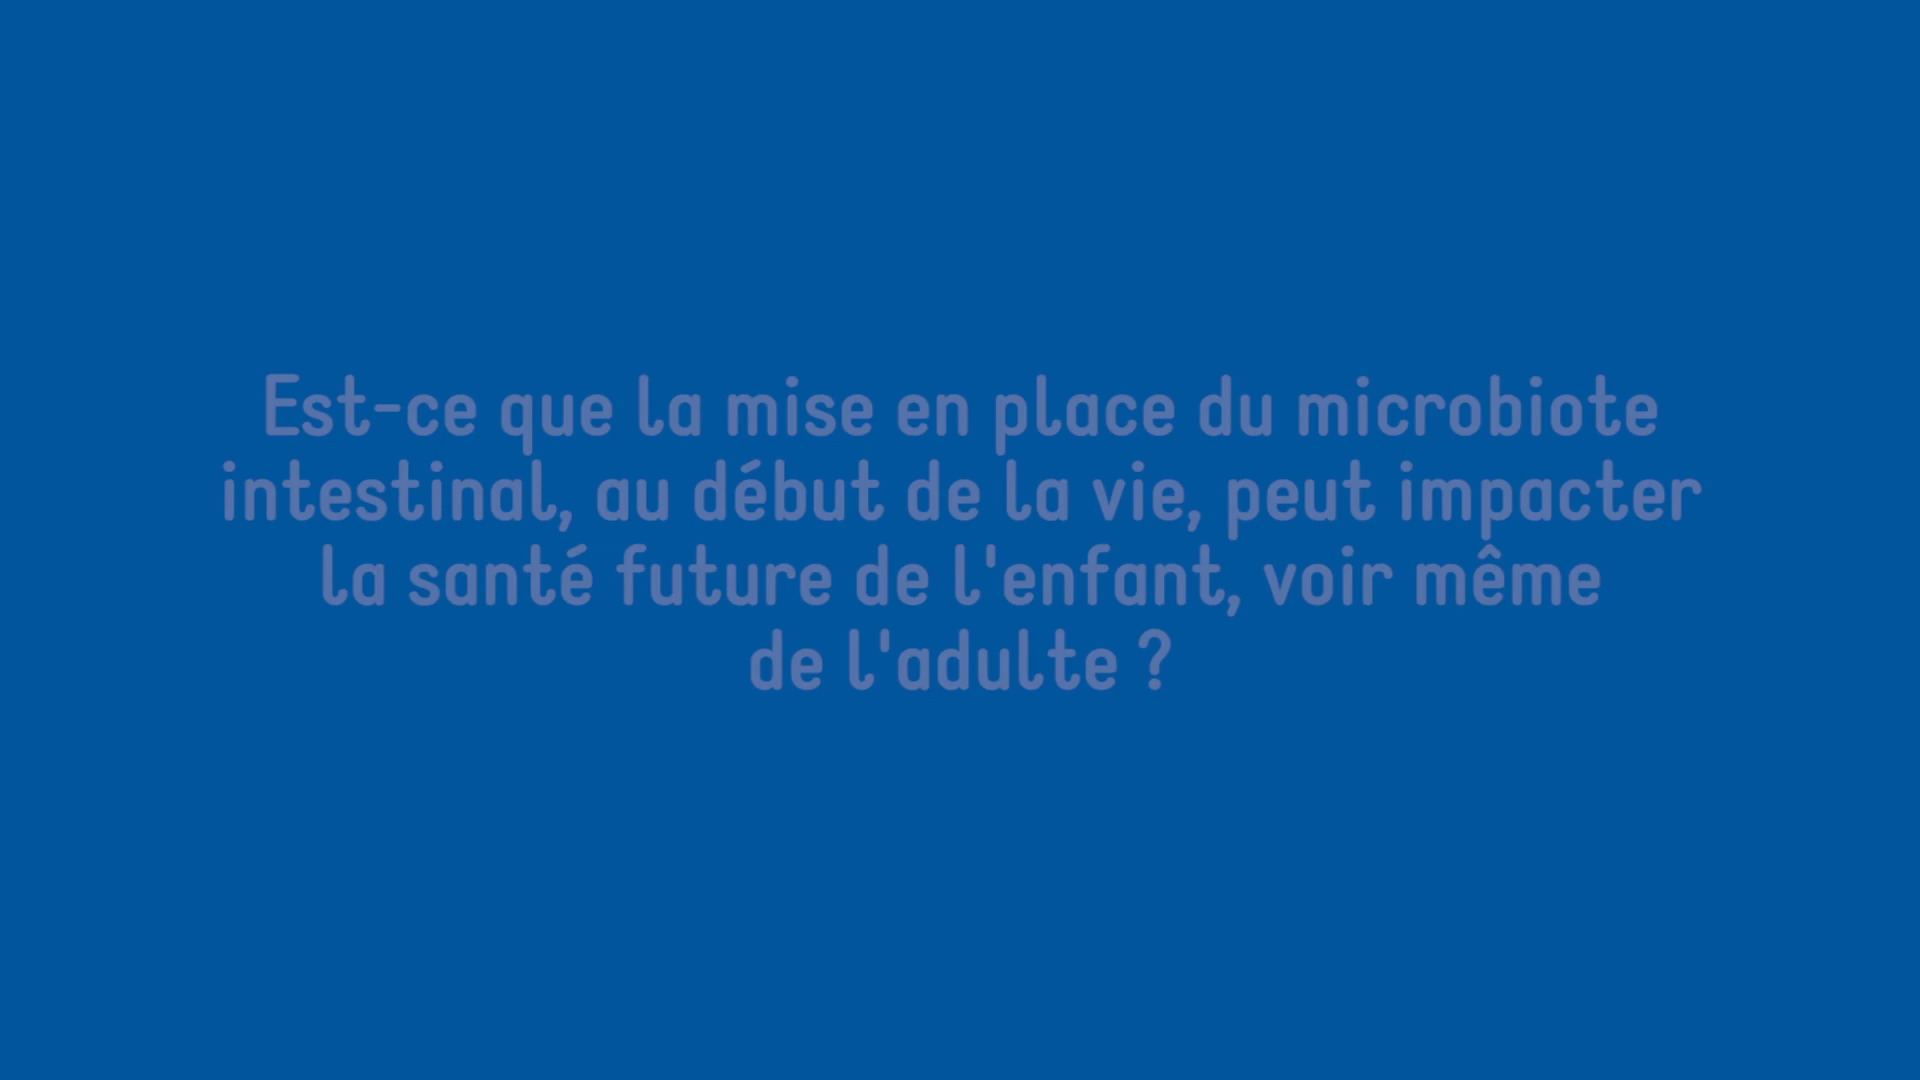 Est-ce que la mise en place du microbiote
intestinal, au début de la vie, peut impacter
la santé future de l'enfant, voir même
de l'adulte ?